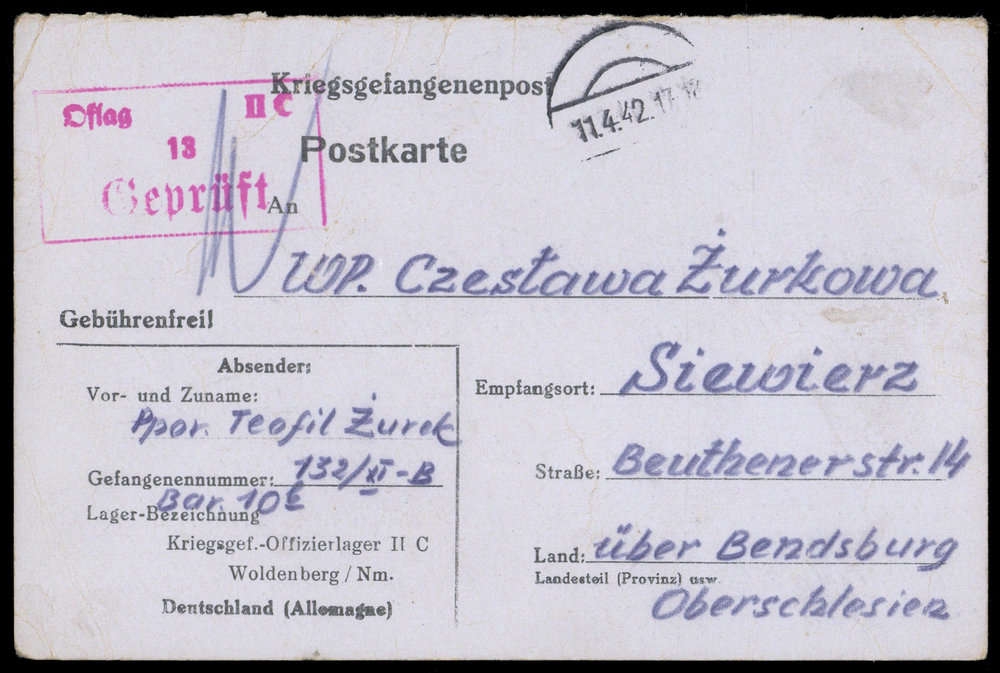 Kriegsgefangenenpost
11.4.42.17
Oflag II C
13
Geprüft
Postkarte
An
WP. Czesława Żurkowa
Gebührenfrei!
Absender:
Vor- und Zuname:
Ppor. Teofil Żurek
Gefangenennummer: 132/XI-B
Bar. 10c
Lager-Bezeichnung
Kriegsgef.-Offizierlager II C
Woldenberg / Nm.
Deutschland (Allemagne)
Empfangsort: Siewierz
Straße: Beuthenerstr. 14
Land: über Bendsburg
Landesteil (Provinz) usw.
Oberschlesien